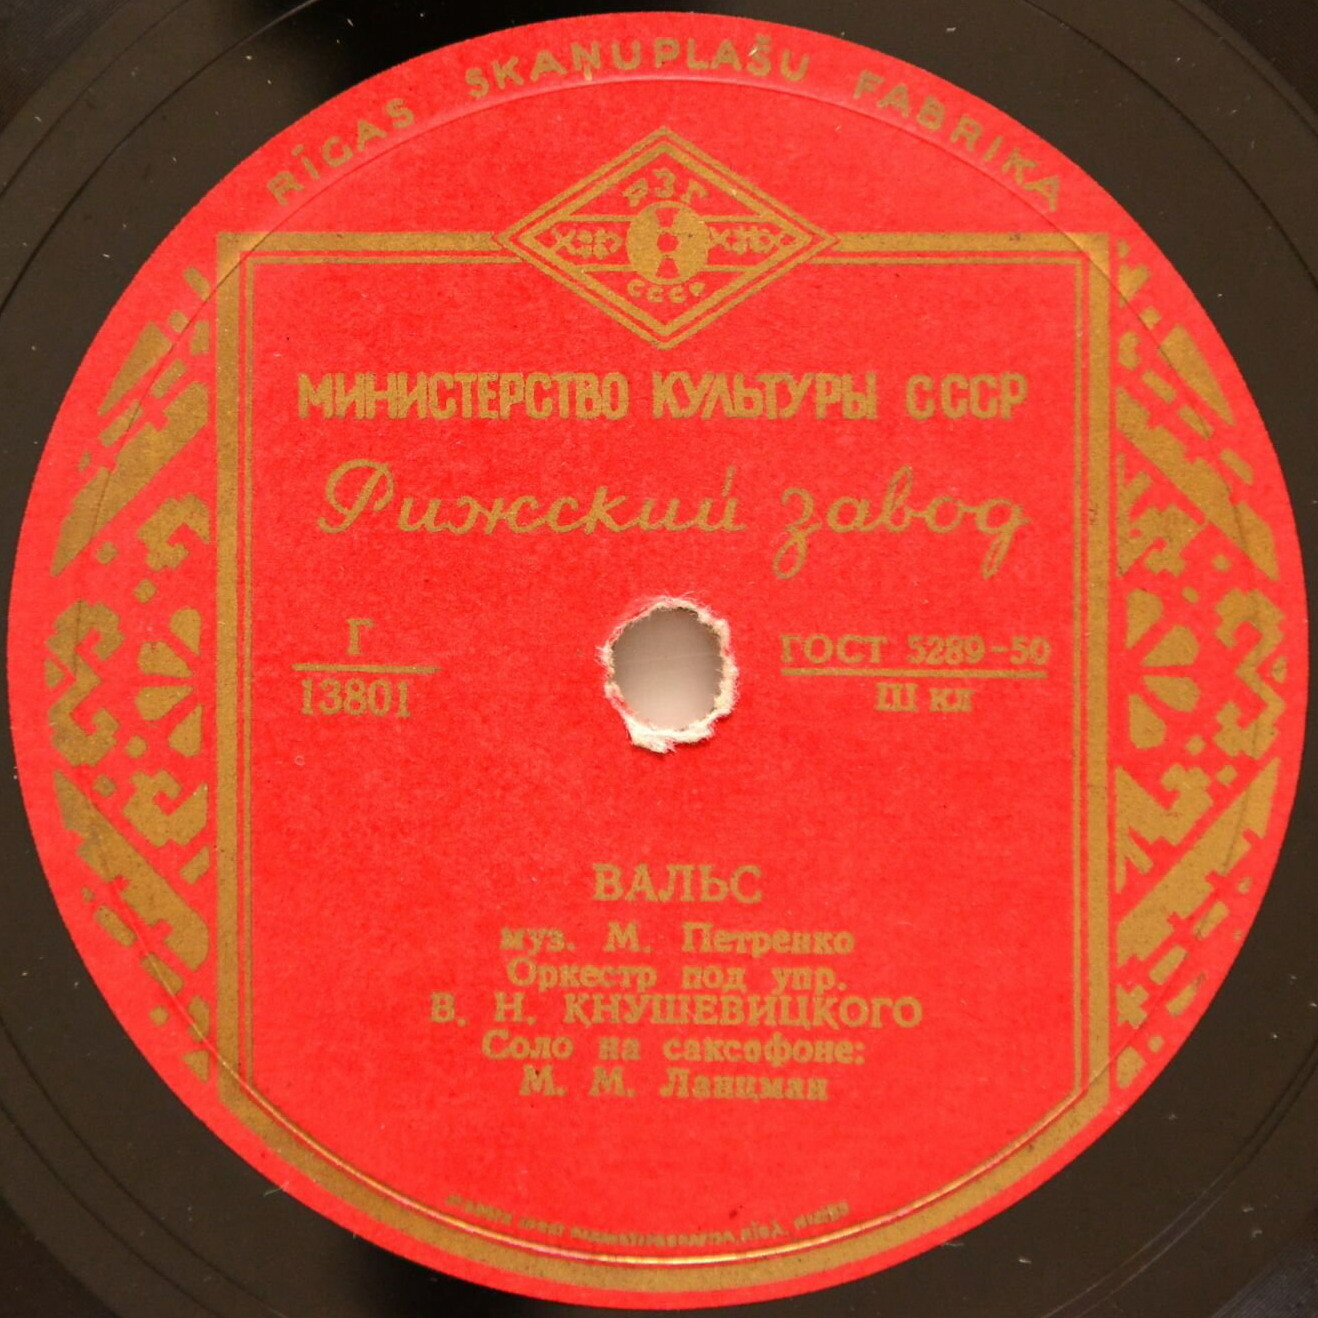 RĪGAS SKAŅUPLAŠU FABRIKA
РЗГ
СССР
МИНИСТЕРСТВО КУЛЬТУРЫ СССР
Рижский завод
Г
13801
ГОСТ 5289-50
III кл
ВАЛЬС
муз. М. Петренко
Оркестр под упр.
В. Н. КНУШЕВИЦКОГО
Соло на саксофоне:
М. М. Ланцман